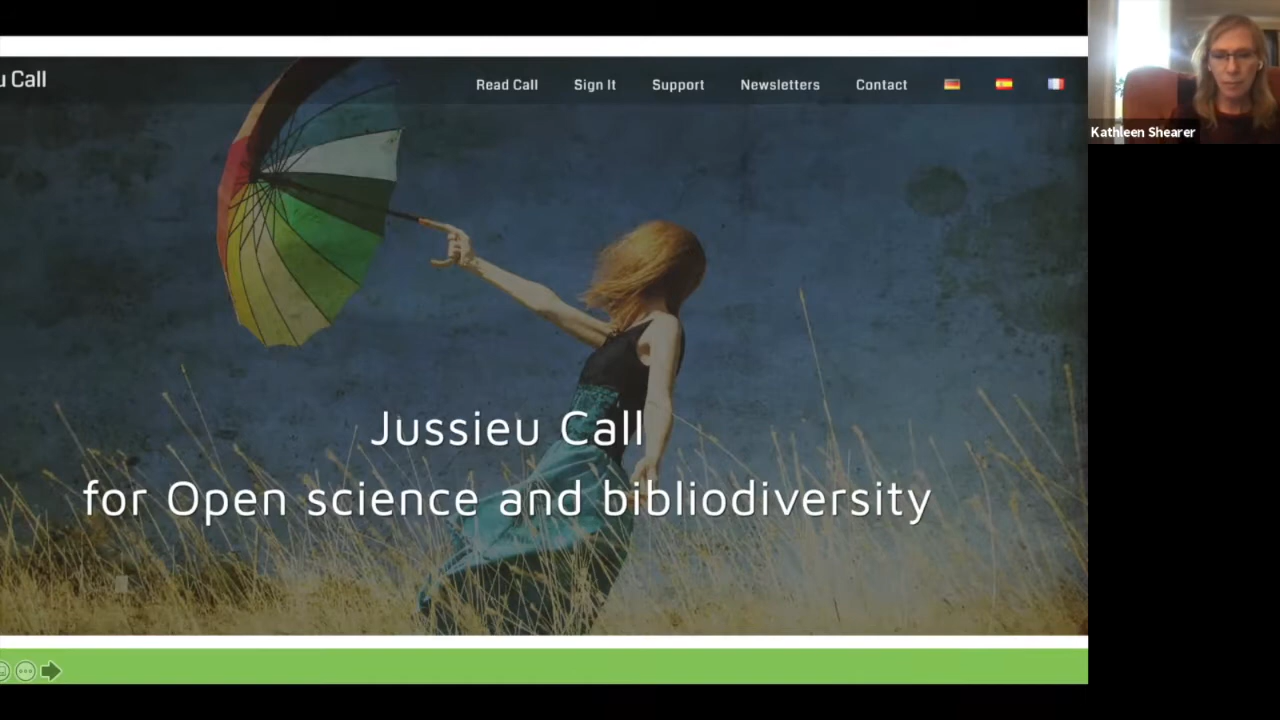 u Call
Read Call Sign It Support Newsletters Contact
Kathleen Shearer
Jussieu Call
for Open science and bibliodiversity